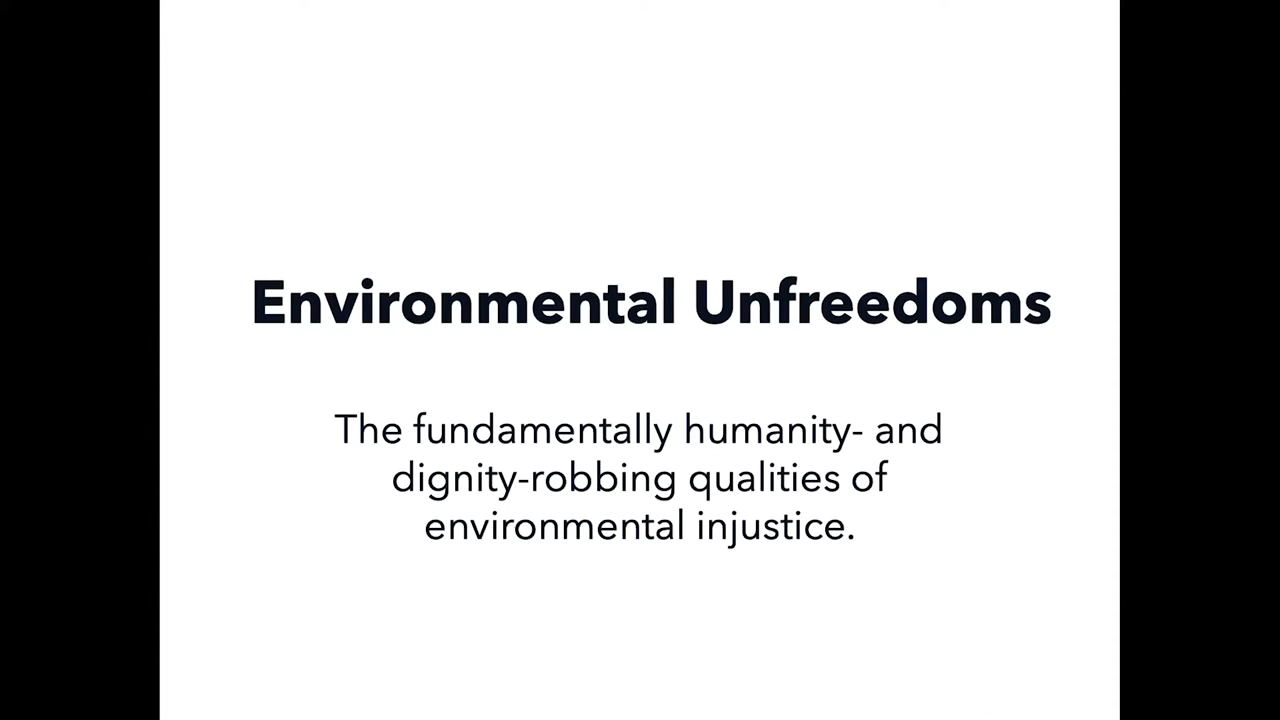 Environmental Unfreedoms
The fundamentally humanity- and
dignity-robbing qualities of
environmental injustice.